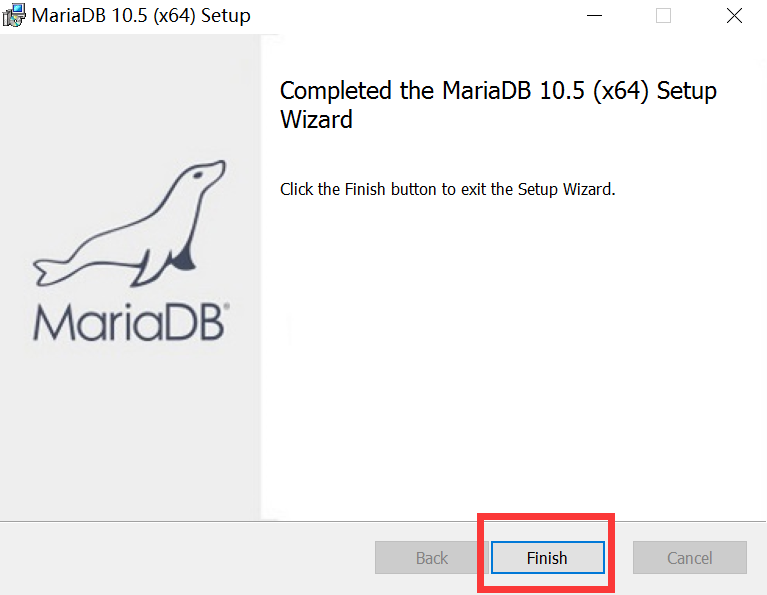 MariaDB 10.5 (x64) Setup
Completed the MariaDB 10.5 (x64) Setup
Wizard
Click the Finish button to exit the Setup Wizard.
MariaDB®
Back
Finish
Cancel